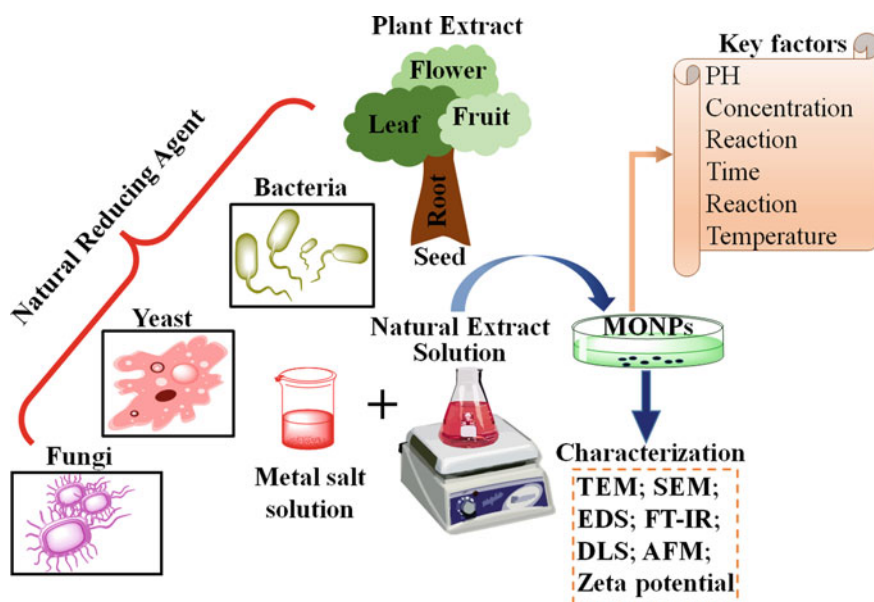 Plant Extract
Flower
Leaf
Fruit
Root
Seed
Key factors
PH
Concentration
Reaction
Time
Reaction
Temperature
Natural Reducing Agent
Bacteria
Yeast
Fungi
Metal salt
solution
+
Natural Extract
Solution
MONPs
Characterization
TEM; SEM;
EDS; FT-IR;
DLS; AFM;
Zeta potential